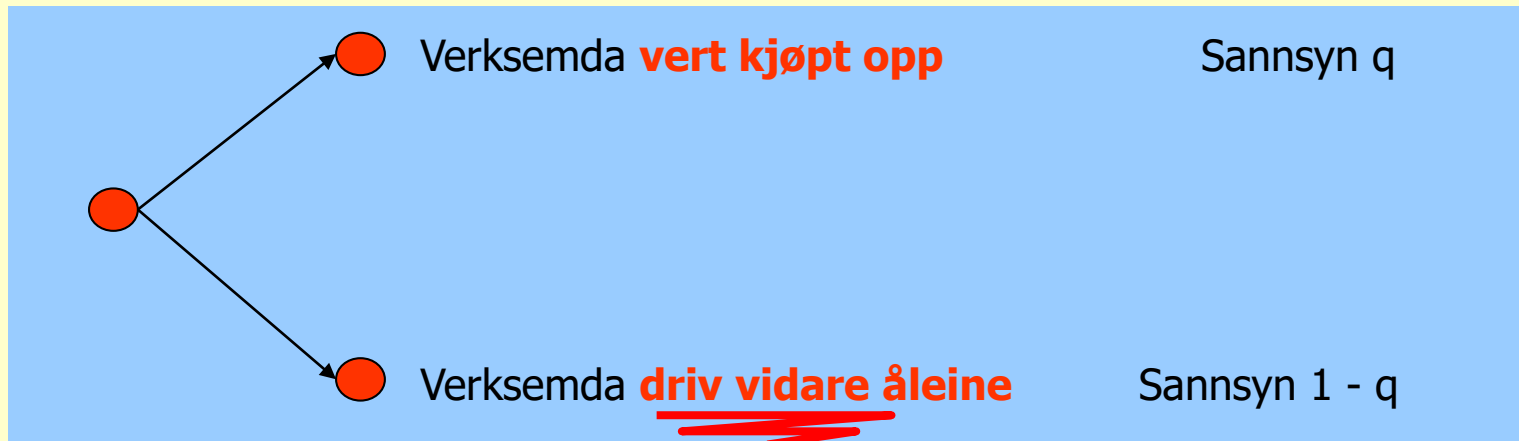 Verksemda vert kjøpt opp Sannsyn q
Verksemda driv vidare åleine Sannsyn 1 - q